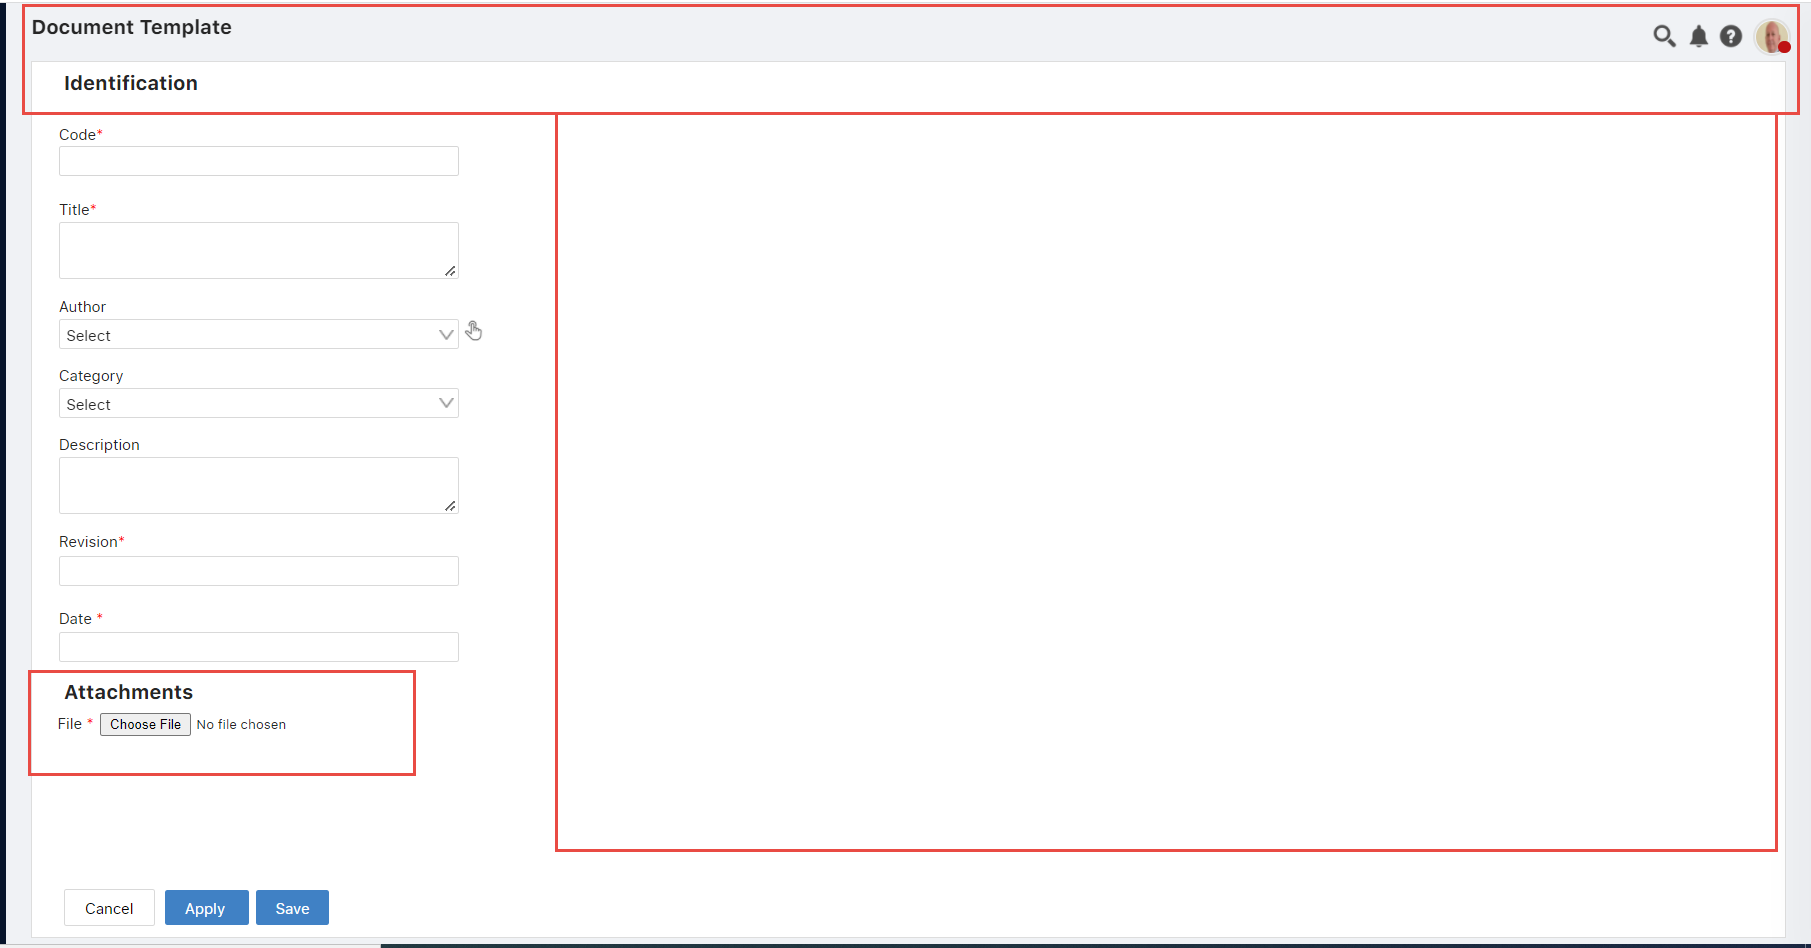 Document Template
Identification
Code*
Title*
Author
Select
Category
Select
Description
Revision*
Date *
Attachments
File * Choose File No file chosen
Cancel Apply Save